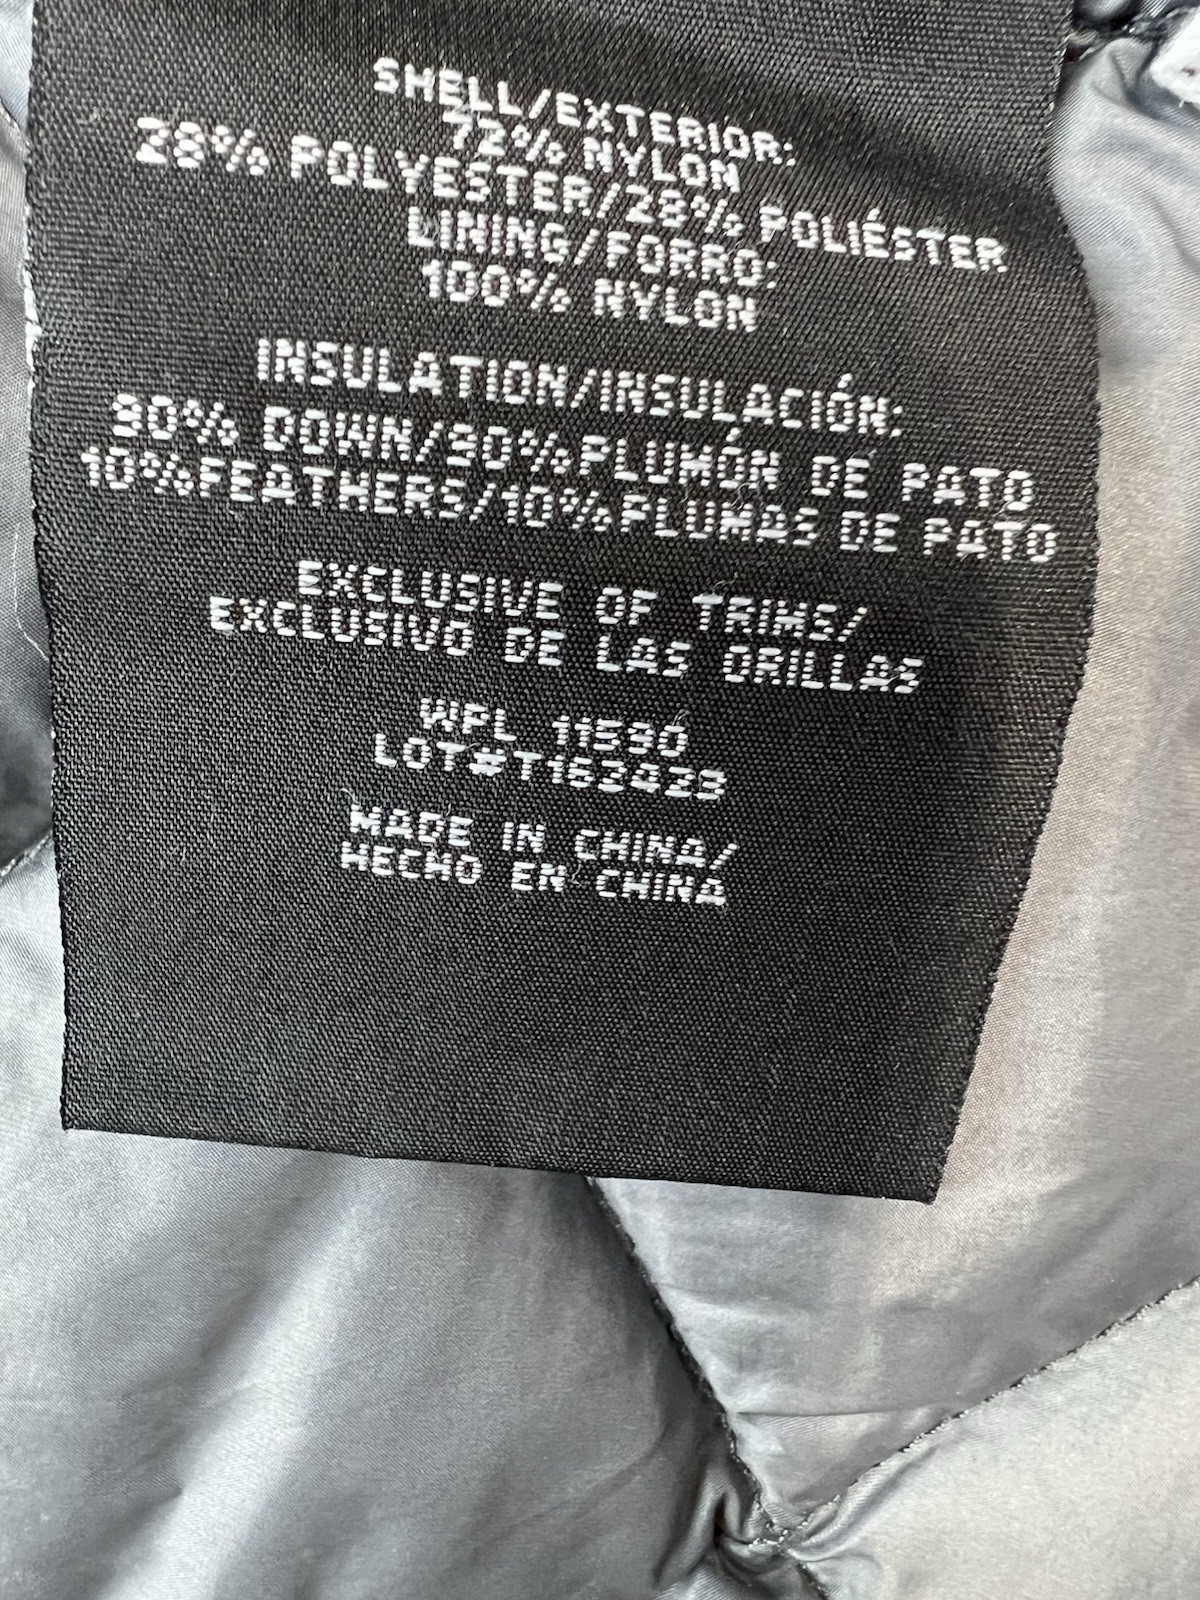 SHELL/EXTERIOR:
72% NYLON
28% POLYESTER/28% POLIÉSTER
LINING/FORRO:
100% NYLON
INSULATION/INSULACIÓN:
90% DOWN/90%PLUMÓN DE PATO
10%FEATHERS/10%PLUMAS DE PATO
EXCLUSIVE OF TRIMS/
EXCLUSIVO DE LAS ORILLAS
WPL 11590
LOT#T162429
MADE IN CHINA/
HECHO EN CHINA